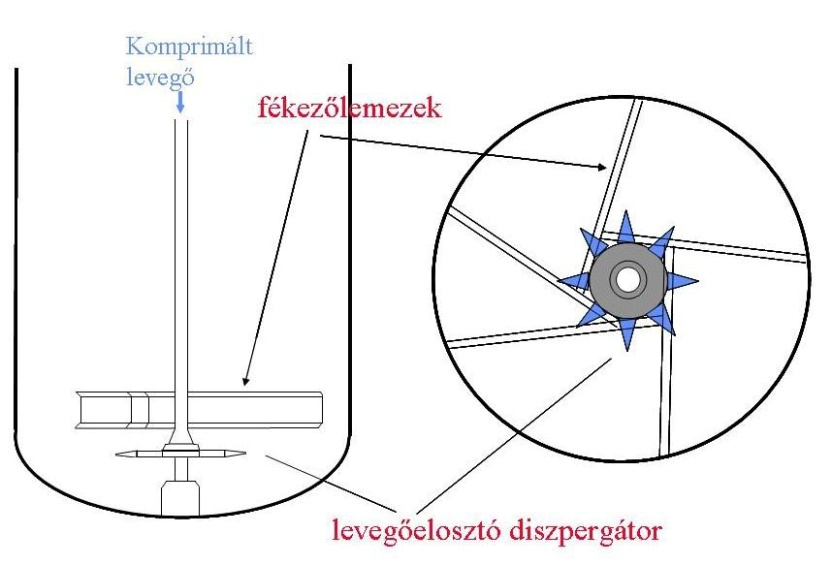 Komprimált
levegő
fékezőlemezek
levegőelosztó diszpergátor